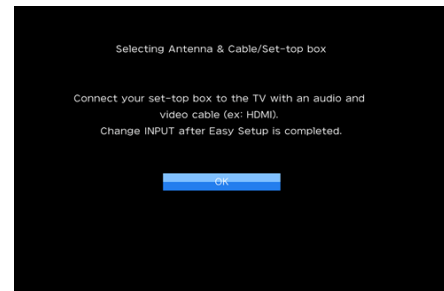 Selecting Antenna & Cable/Set-top box
Connect your set-top box to the TV with an audio and
video cable (ex: HDMI).
Change INPUT after Easy Setup is completed.
OK